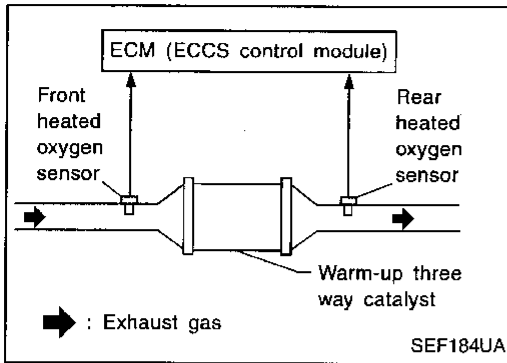 ECM (ECCS control module)
Front
heated
oxygen
sensor
Rear
heated
oxygen
sensor
Warm-up three
way catalyst
: Exhaust gas
SEF184UA